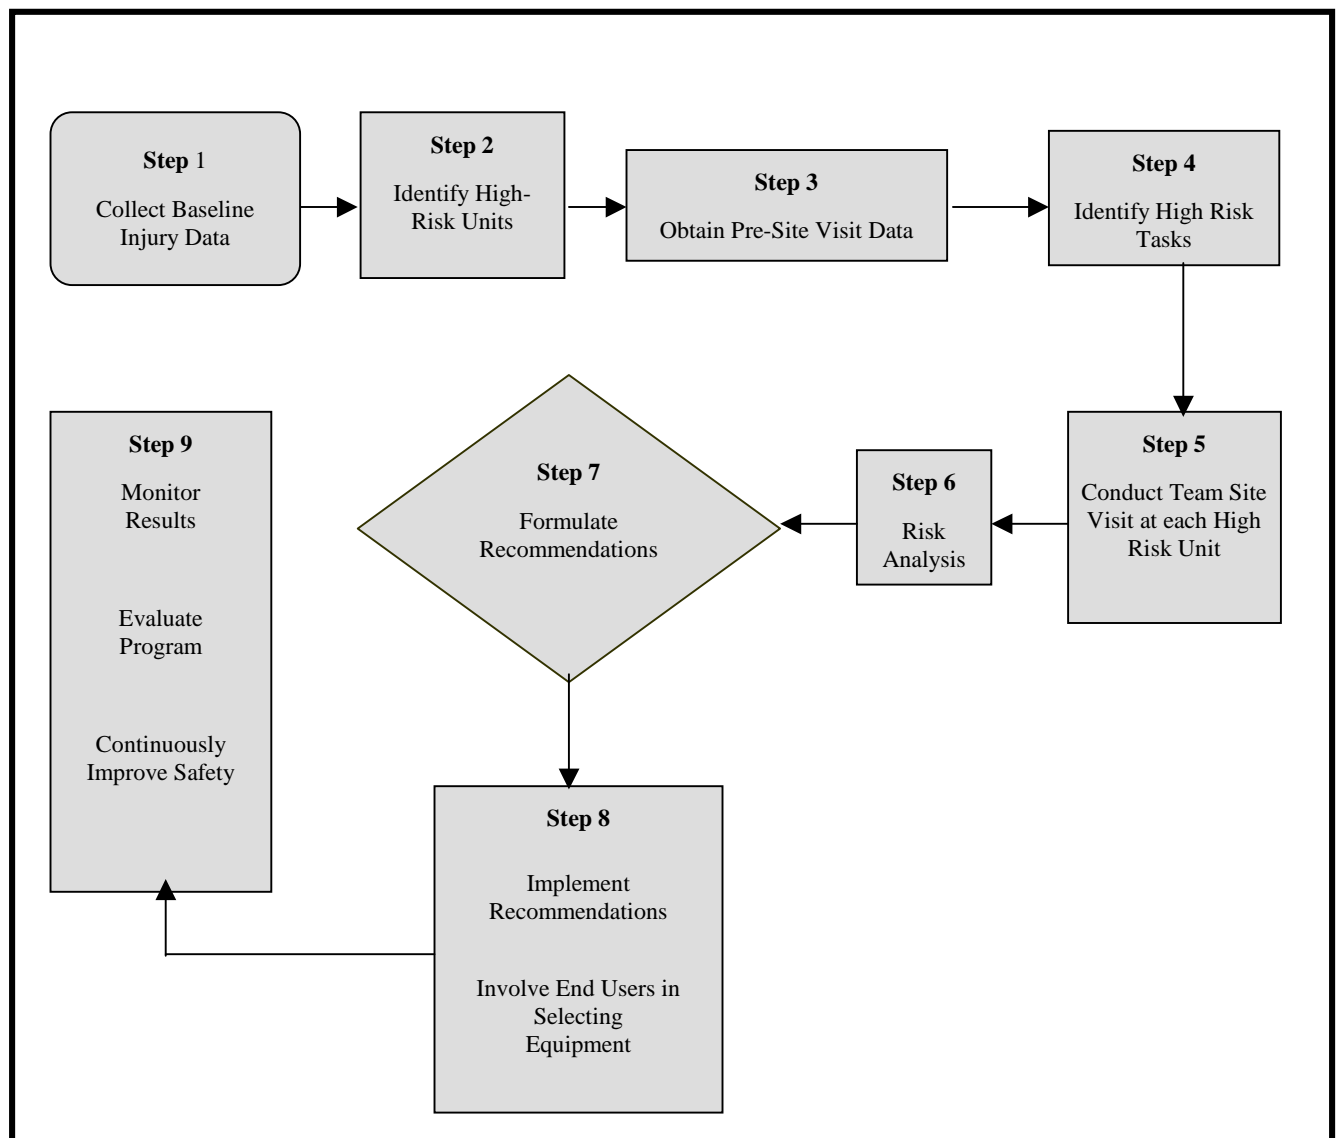 Step 1
Collect Baseline
Injury Data
Step 2
Identify High-
Risk Units
Step 3
Obtain Pre-Site Visit Data
Step 4
Identify High Risk
Tasks
Step 5
Conduct Team Site
Visit at each High
Risk Unit
Step 6
Risk
Analysis
Step 7
Formulate
Recommendations
Step 8
Implement
Recommendations
Involve End Users in
Selecting
Equipment
Step 9
Monitor
Results
Evaluate
Program
Continuously
Improve Safety